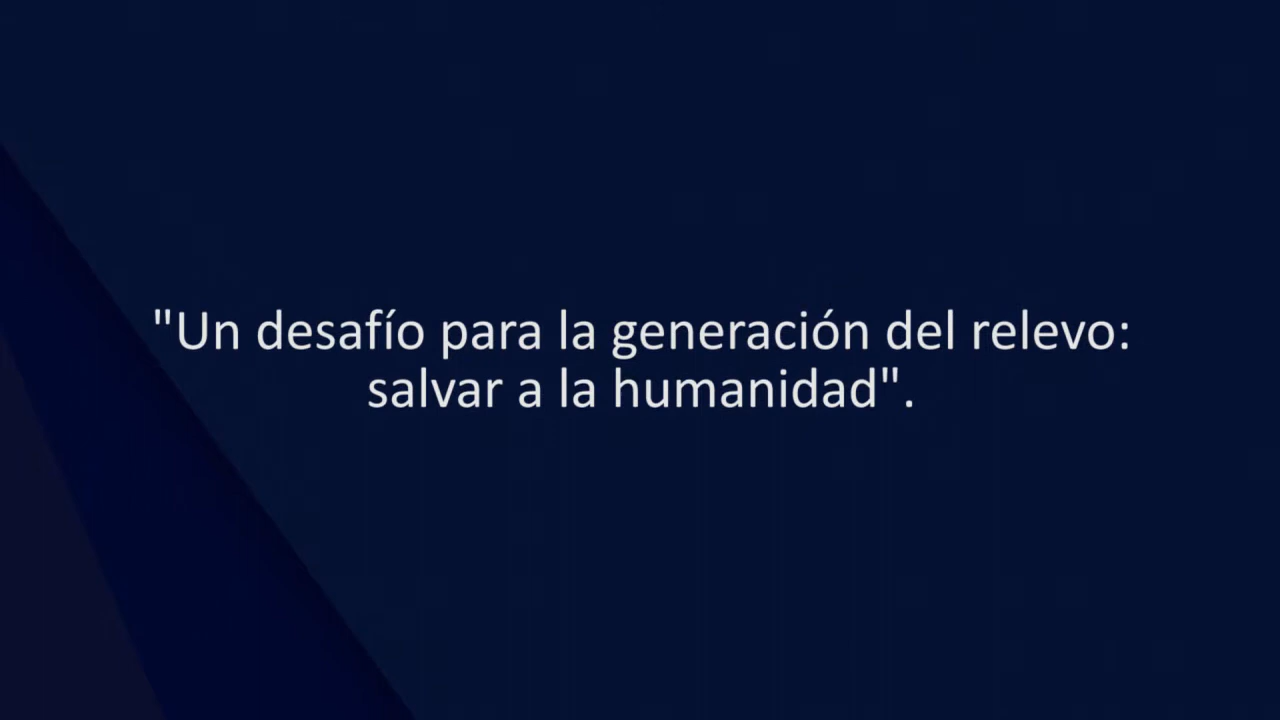 "Un desafío para la generación del relevo:
salvar a la humanidad".